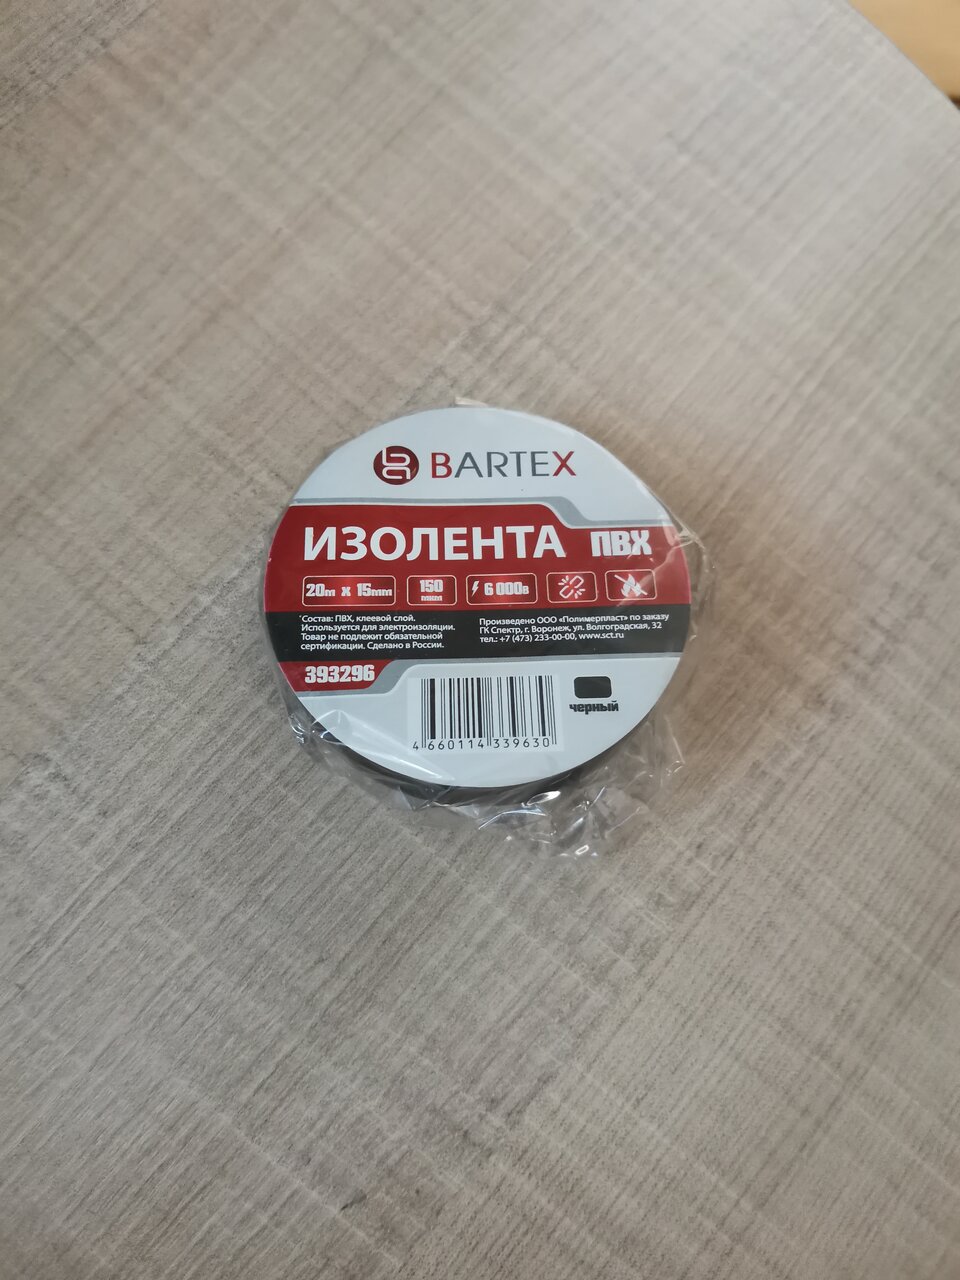 BARTEX
ИЗОЛЕНТА ПВХ
20м x 15мм 150 мкм 6 000в
Состав: ПВХ, клеевой слой.
Используется для электроизоляции.
Товар не подлежит обязательной
сертификации. Сделано в России.
Произведено ООО «Полимерпласт» по заказу
ГК Спектр, г. Воронеж, ул. Волгоградская, 32
тел.: +7 (473) 233-00-00, www.sct.ru
393296
черный
4 660114 339630